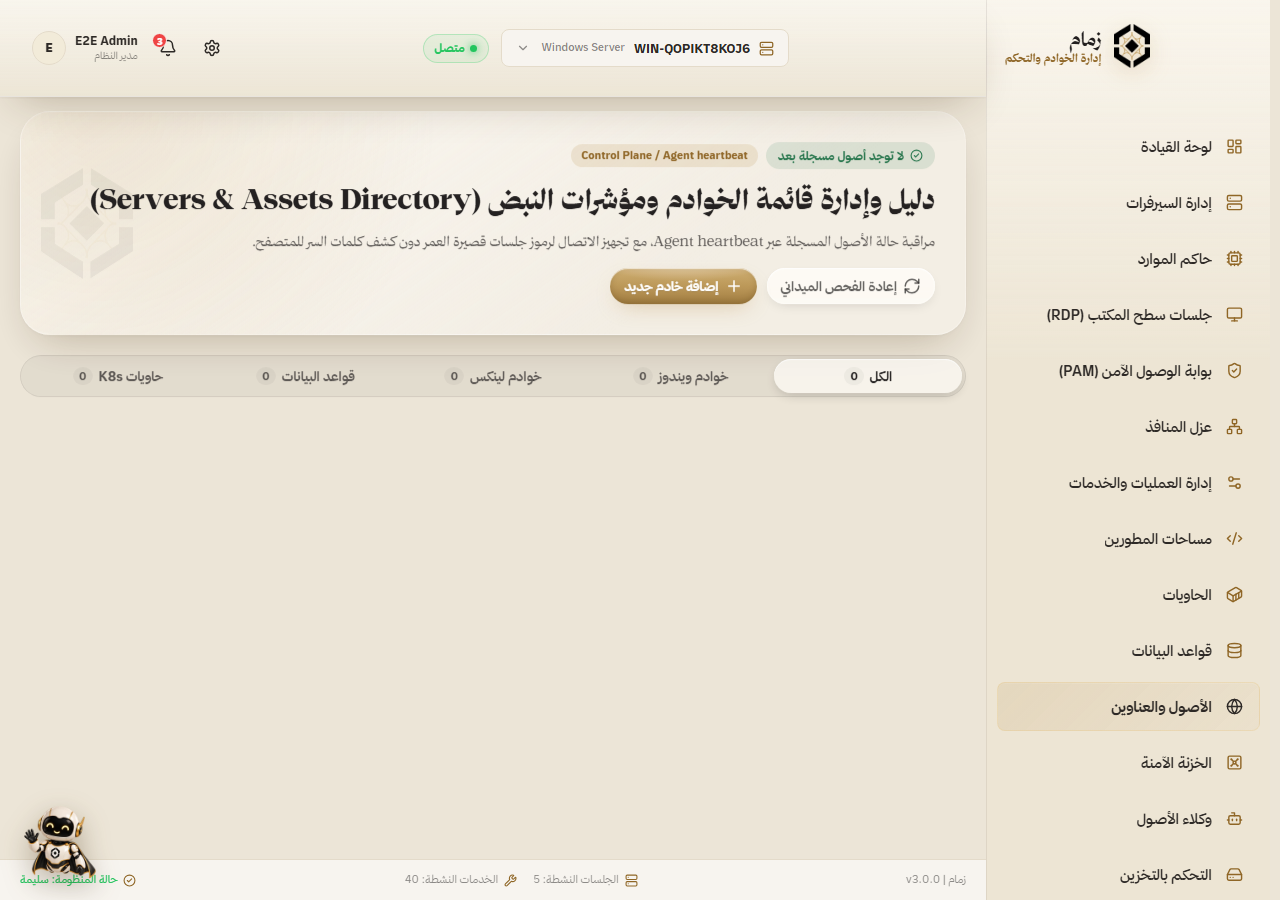 زمام
إدارة الخوادم والتحكم
لوحة القيادة
إدارة السيرفرات
حاكم الموارد
جلسات سطح المكتب (RDP)
بوابة الوصول الآمن (PAM)
عزل المنافذ
إدارة العمليات والخدمات
مساحات المطورين
الحاويات
قواعد البيانات
الأصول والعناوين
الخزنة الآمنة
وكلاء الأصول
التحكم بالتخزين
WIN-QOPIKT8KOJ6 Windows Server
متصل
3
E2E Admin
مدير النظام
E
لا توجد أصول مسجلة بعد
Control Plane / Agent heartbeat
دليل وإدارة قائمة الخوادم ومؤشرات النبض (Servers & Assets Directory)
مراقبة حالة الأصول المسجلة عبر Agent heartbeat، مع تجهيز الاتصال لرموز جلسات قصيرة العمر دون كشف كلمات السر للمتصفح.
إعادة الفحص الميداني
إضافة خادم جديد
الكل 0
خوادم ويندوز 0
خوادم لينكس 0
قواعد البيانات 0
حاويات K8s 0
زمام | v3.0.0
الجلسات النشطة: 5
الخدمات النشطة: 40
حالة المنظومة: سليمة